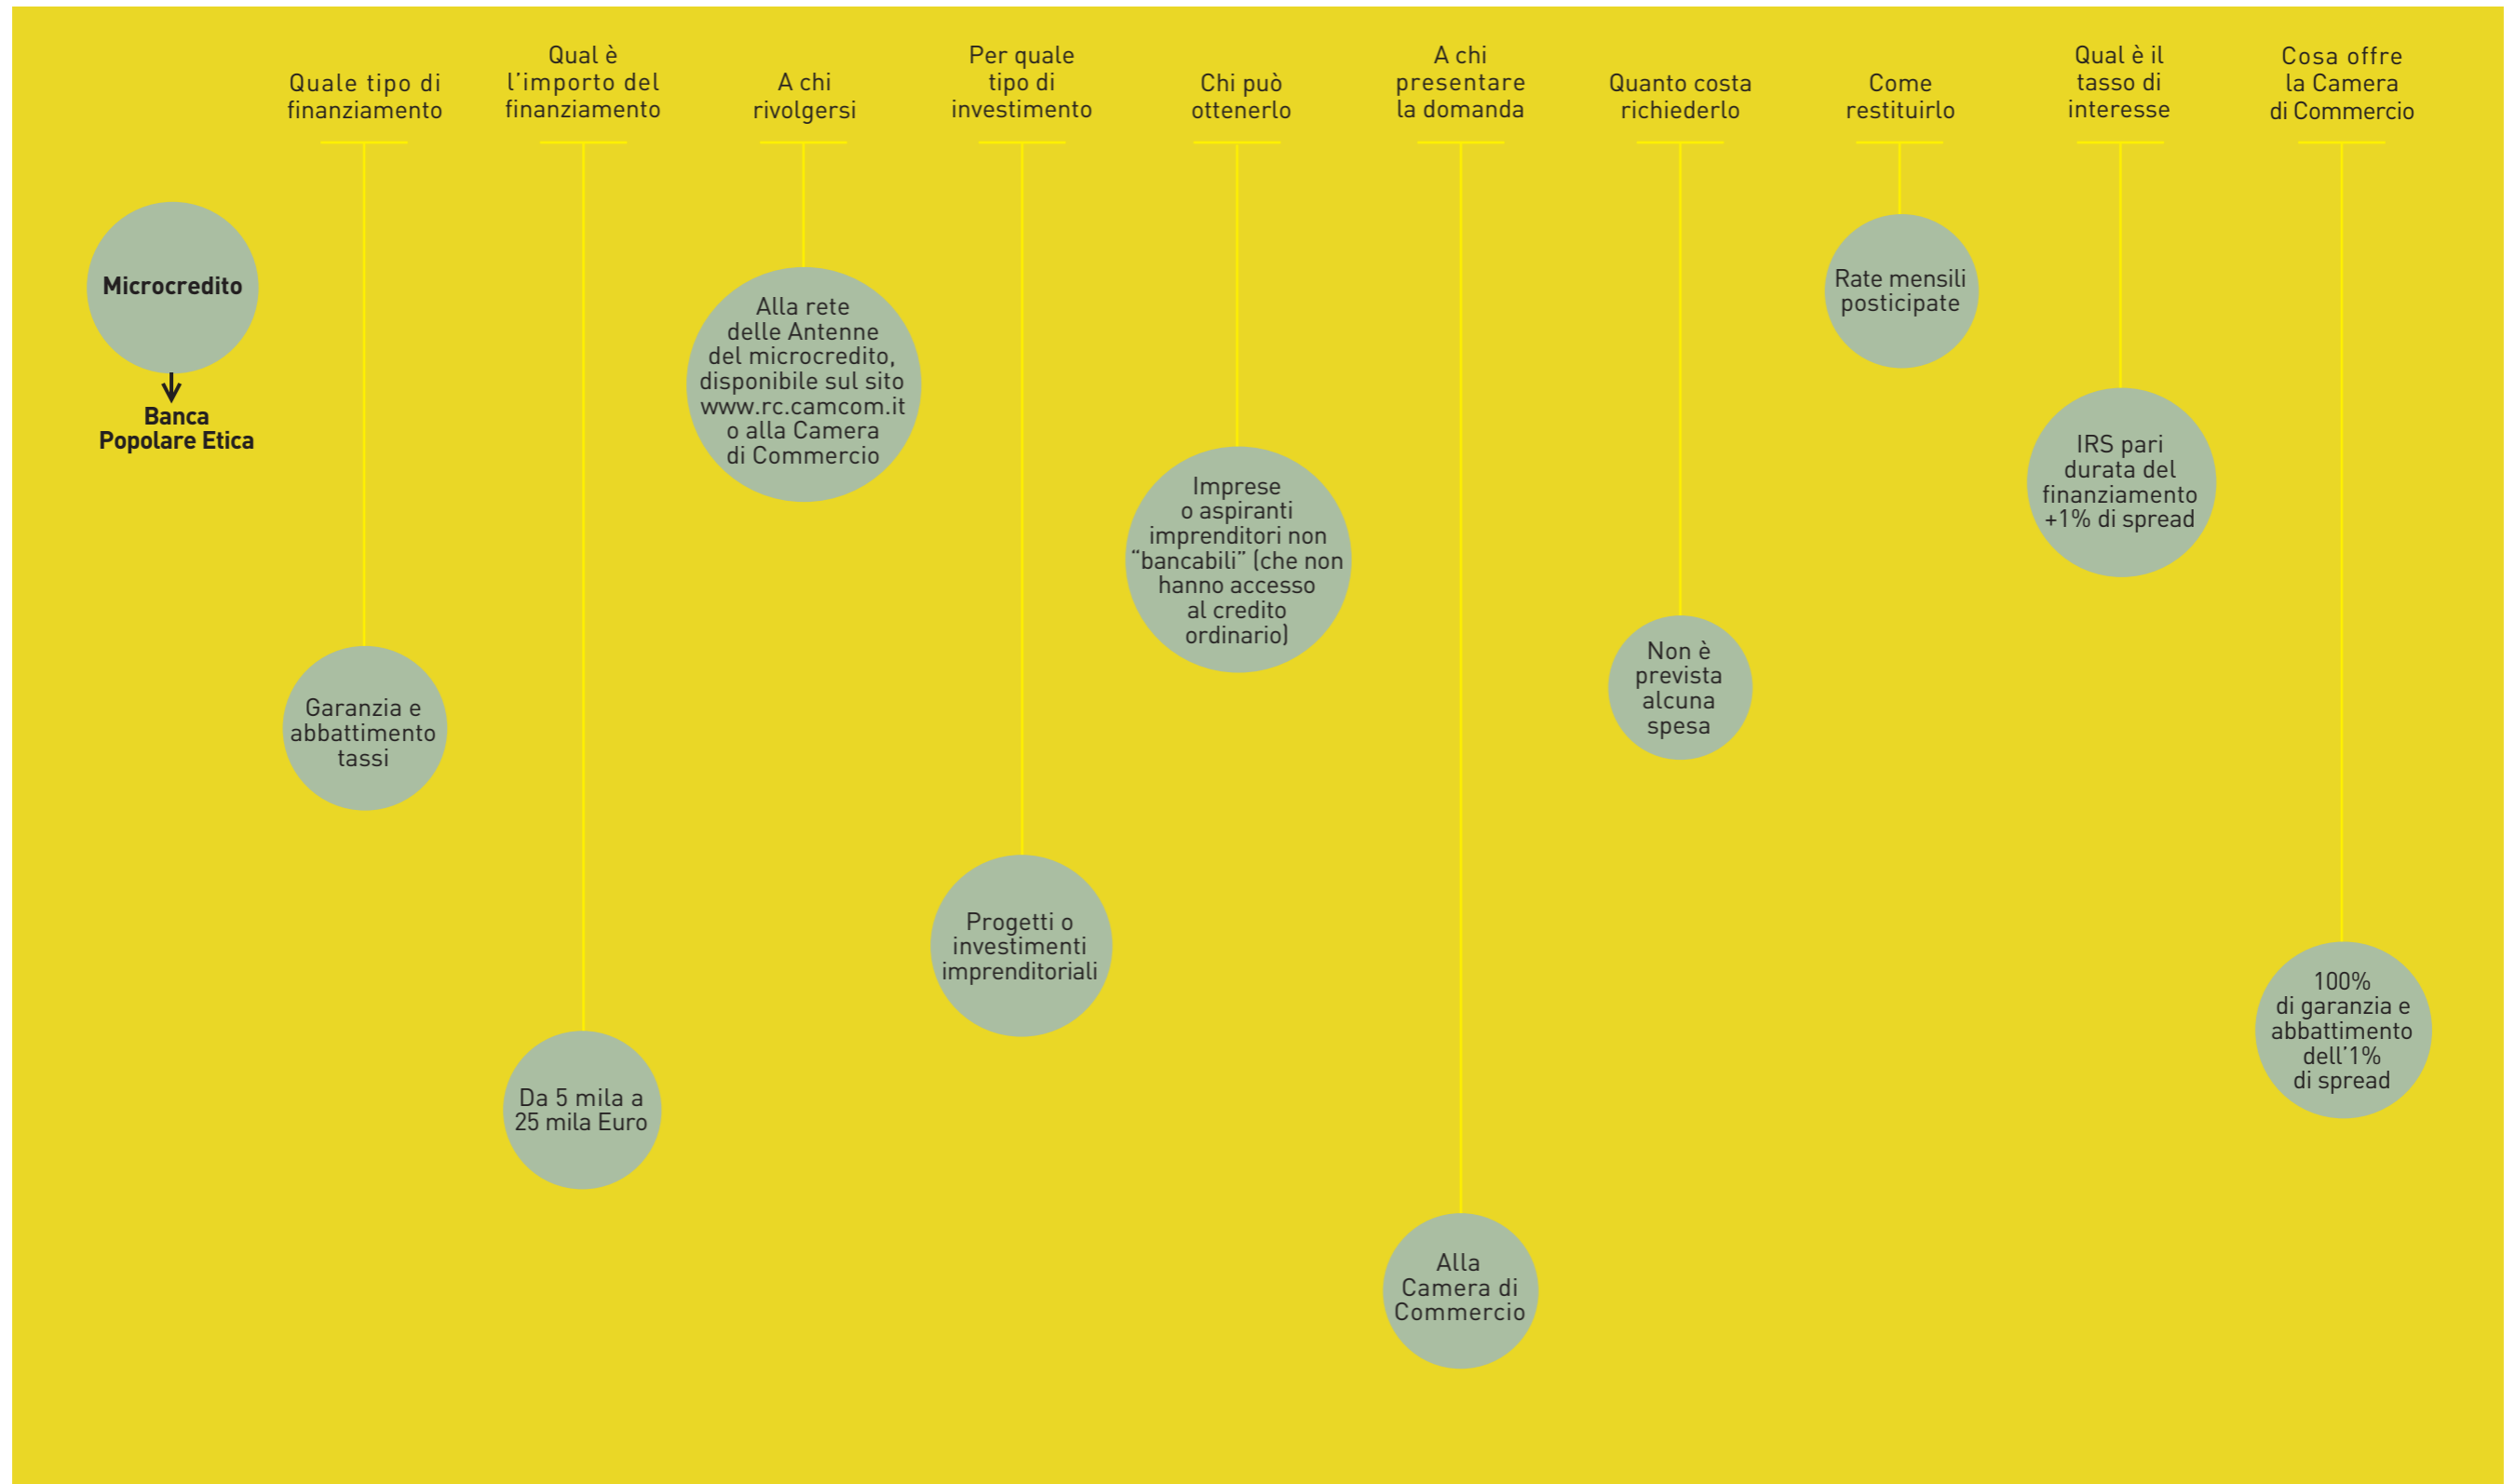 Quale tipo di
finanziamento
Qual è
l'importo del
finanziamento
A chi
rivolgersi
Per quale
tipo di
investimento
Chi può
ottenerlo
A chi
presentare
la domanda
Quanto costa
richiederlo
Come
restituirlo
Qual è il
tasso di
interesse
Cosa offre
la Camera
di Commercio
Microcredito
Banca
Popolare Etica
Garanzia e
abbattimento
tassi
Da 5 mila a
25 mila Euro
Alla rete
delle Antenne
del microcredito,
disponibile sul sito
www.rc.camcom.it
o alla Camera
di Commercio
Progetti o
investimenti
imprenditoriali
Imprese
o aspiranti
imprenditori non
“bancabili” (che non
hanno accesso
al credito
ordinario)
Alla
Camera di
Commercio
Non è
prevista
alcuna
spesa
Rate mensili
posticipate
IRS pari
durata del
finanziamento
+1% di spread
100%
di garanzia e
abbattimento
dell'1%
di spread